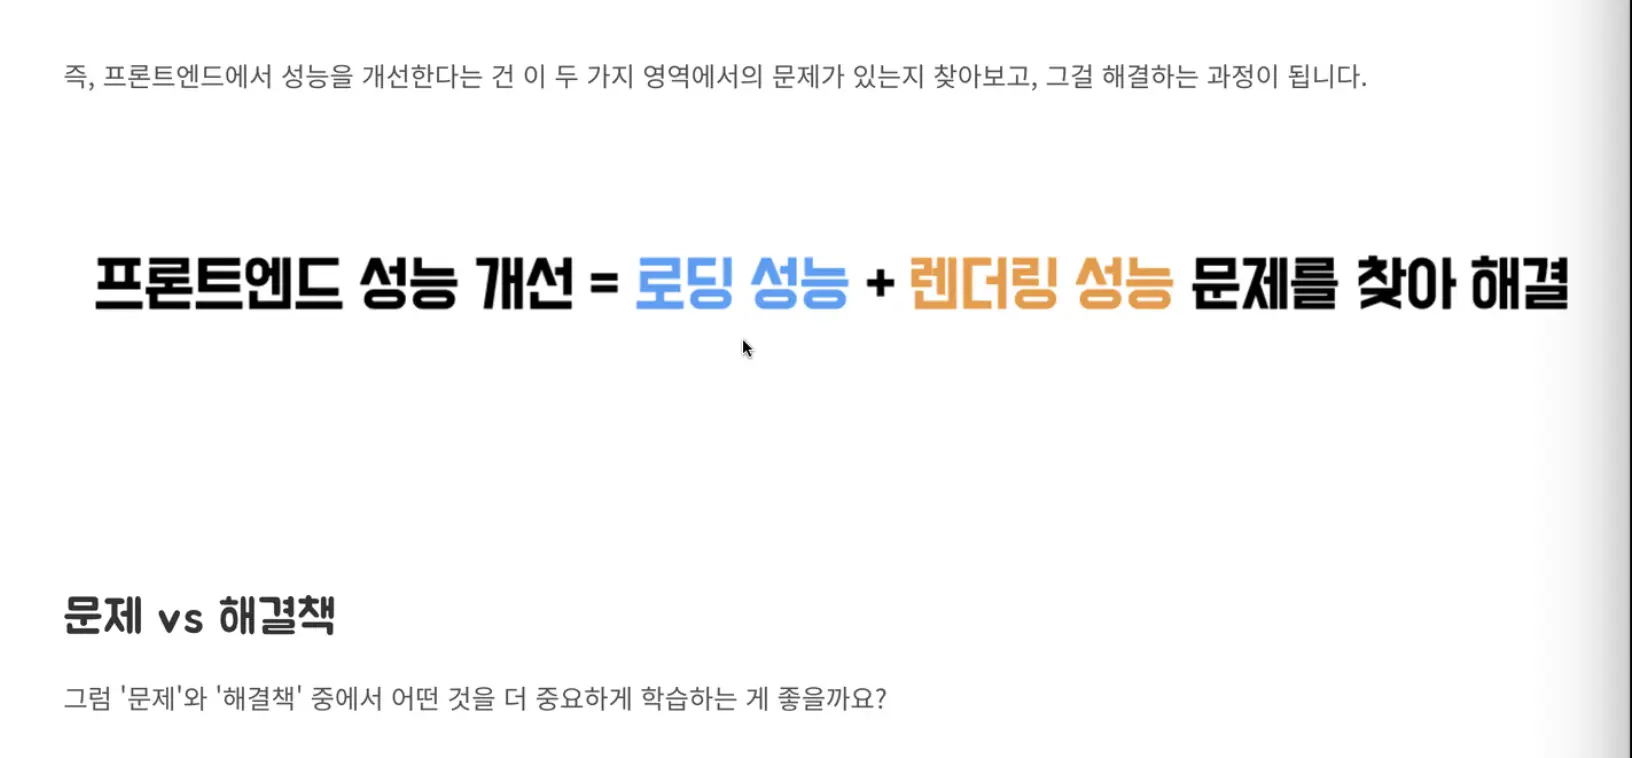 즉, 프론트엔드에서 성능을 개선한다는 건 이 두 가지 영역에서의 문제가 있는지 찾아보고, 그걸 해결하는 과정이 됩니다.
프론트엔드 성능 개선 = 로딩 성능 + 렌더링 성능 문제를 찾아 해결
문제 vs 해결책
그럼 '문제'와 '해결책' 중에서 어떤 것을 더 중요하게 학습하는 게 좋을까요?